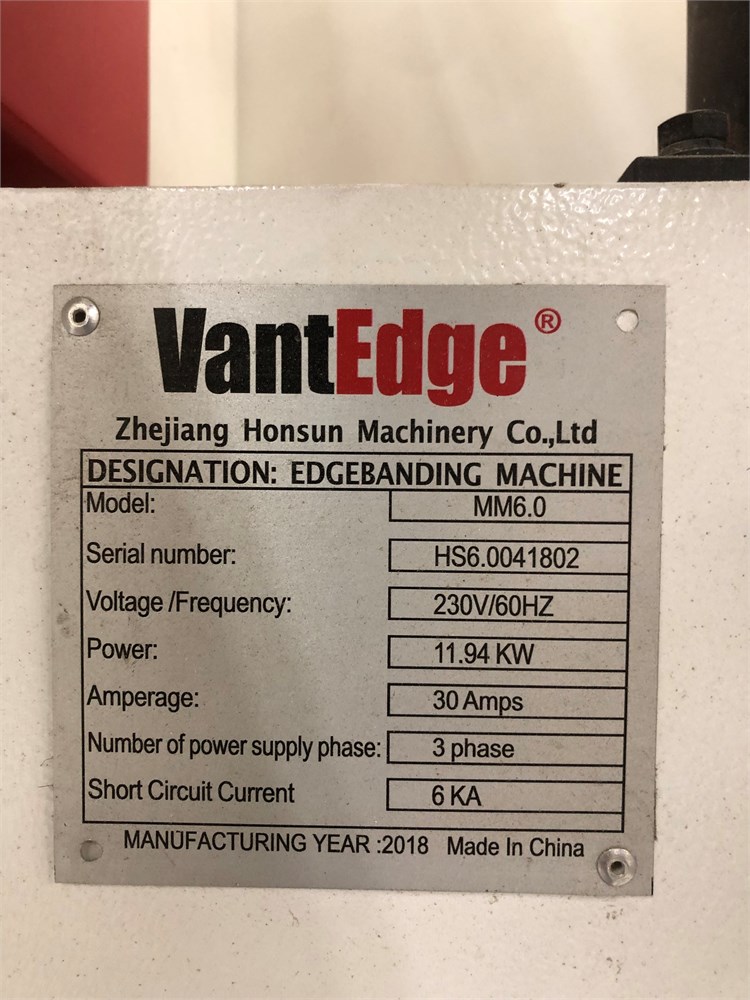 VantEdge®
Zhejiang Honsun Machinery Co.,Ltd
DESIGNATION: EDGEBANDING MACHINE
Model: MM6.0
Serial number: HS6.0041802
Voltage /Frequency: 230V/60HZ
Power: 11.94 KW
Amperage: 30 Amps
Number of power supply phase: 3 phase
Short Circuit Current 6 KA
MANUFACTURING YEAR :2018 Made In China